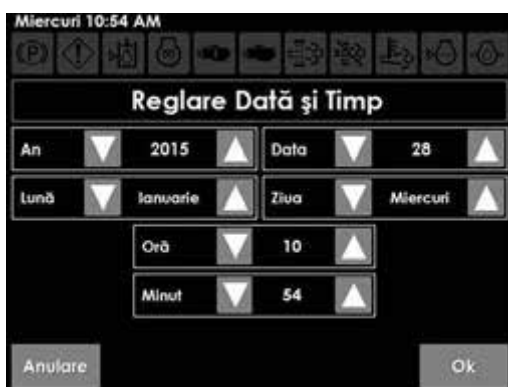 Miercuri 10:54 AM
Reglare Dată şi Timp
An 2015 Data 28
Lună Ianuarie Ziua Miercuri
Oră 10
Minut 54
Anulare Ok